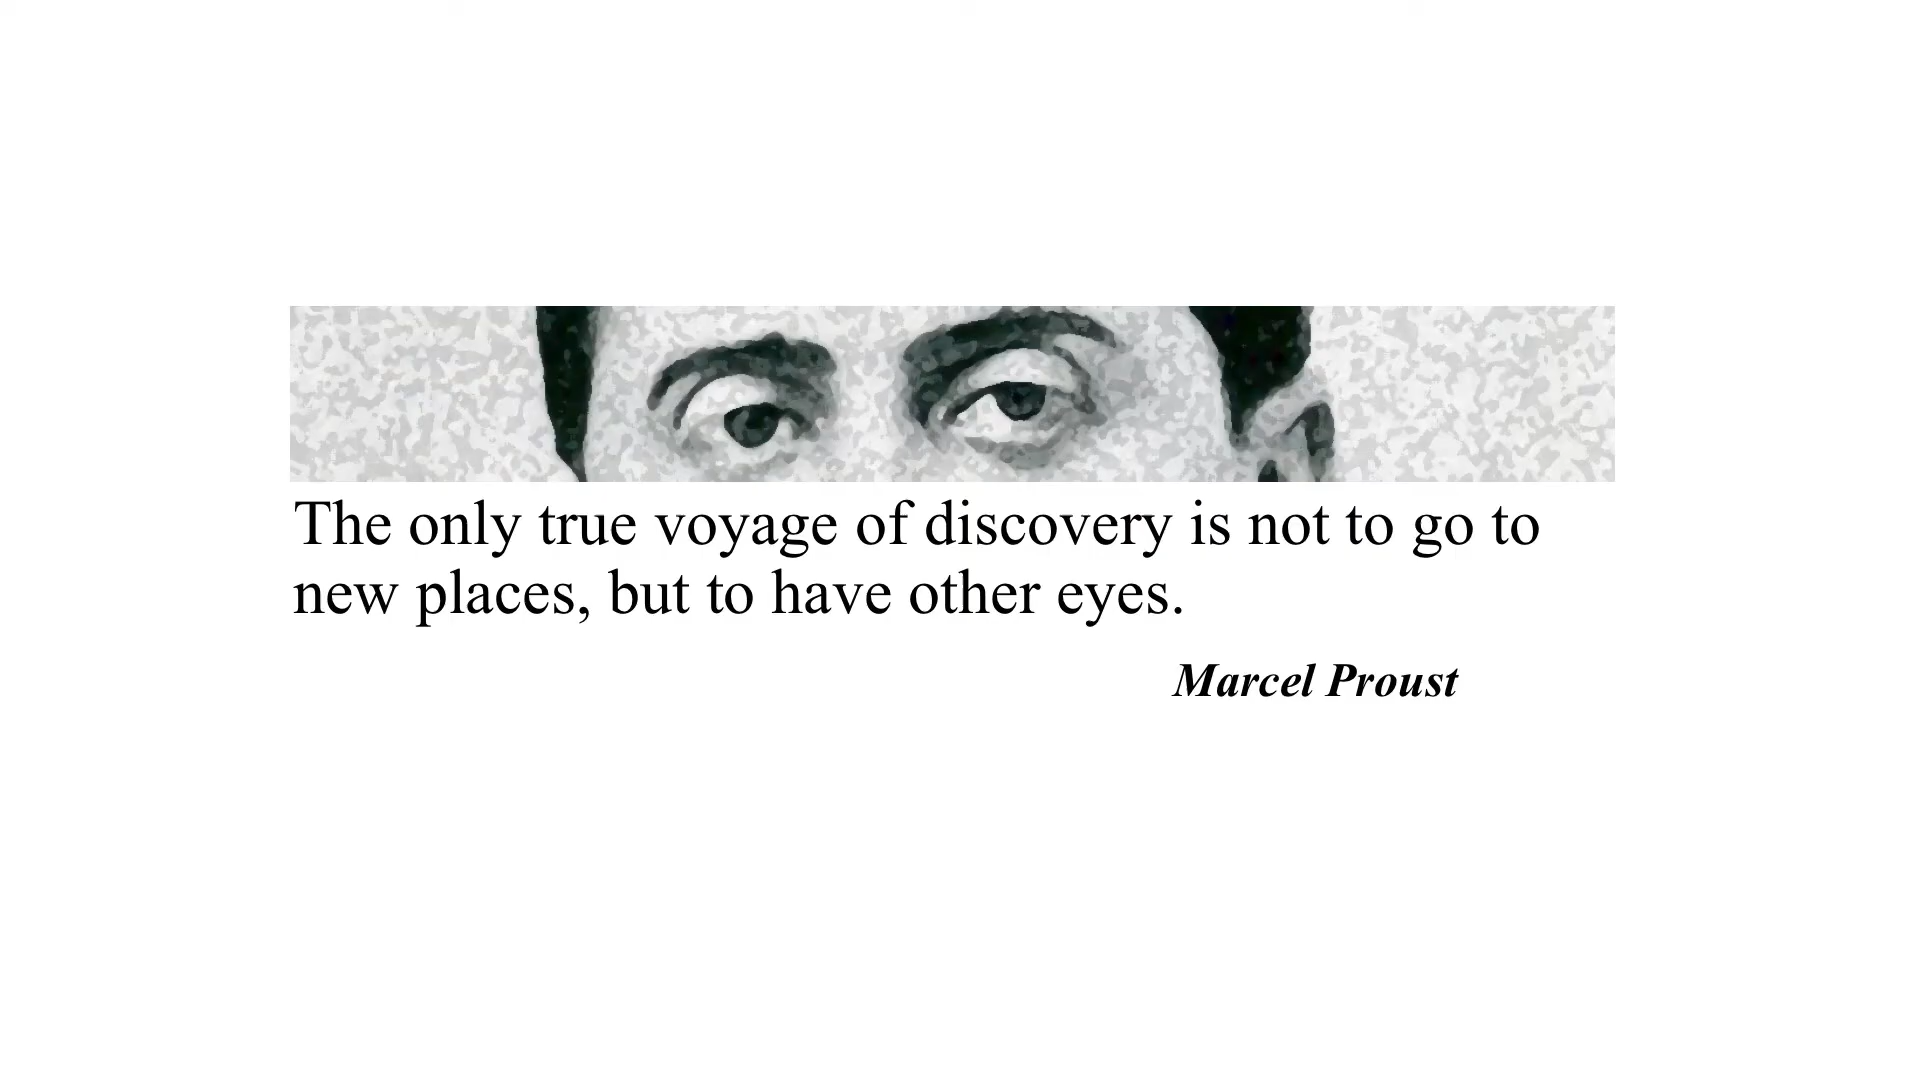 The only true voyage of discovery is not to go to
new places, but to have other eyes.
Marcel Proust